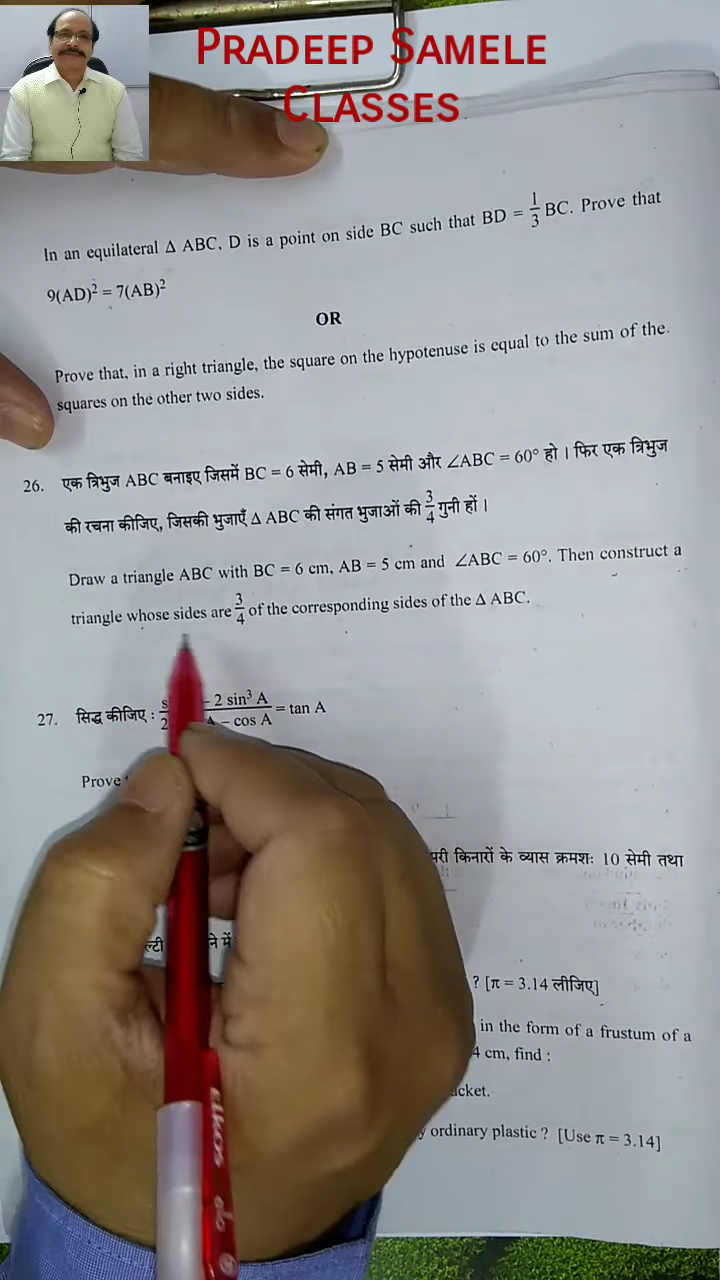 PRADEEP SAMELE
CLASSES
In an equilateral Δ ABC, D is a point on side BC such that BD = 1/3 BC. Prove that
9(AD)² = 7(AB)²
OR
Prove that, in a right triangle, the square on the hypotenuse is equal to the sum of the.
squares on the other two sides.
26. एक त्रिभुज ABC बनाइए जिसमें BC = 6 सेमी, AB = 5 सेमी और ∠ABC = 60° हो । फिर एक त्रिभुज
की रचना कीजिए, जिसकी भुजाएँ Δ ABC की संगत भुजाओं की 3/4 गुनी हों ।
Draw a triangle ABC with BC = 6 cm, AB = 5 cm and ∠ABC = 60°. Then construct a
triangle whose sides are 3/4 of the corresponding sides of the Δ ABC.
27. सिद्ध कीजिए : – 2 sin³ A / A – cos A = tan A
Prove
किनारों के व्यास क्रमशः 10 सेमी तथा
ने में
? [π = 3.14 लीजिए]
in the form of a frustum of a
4 cm, find :
ordinary plastic ? [Use π = 3.14]
elkos